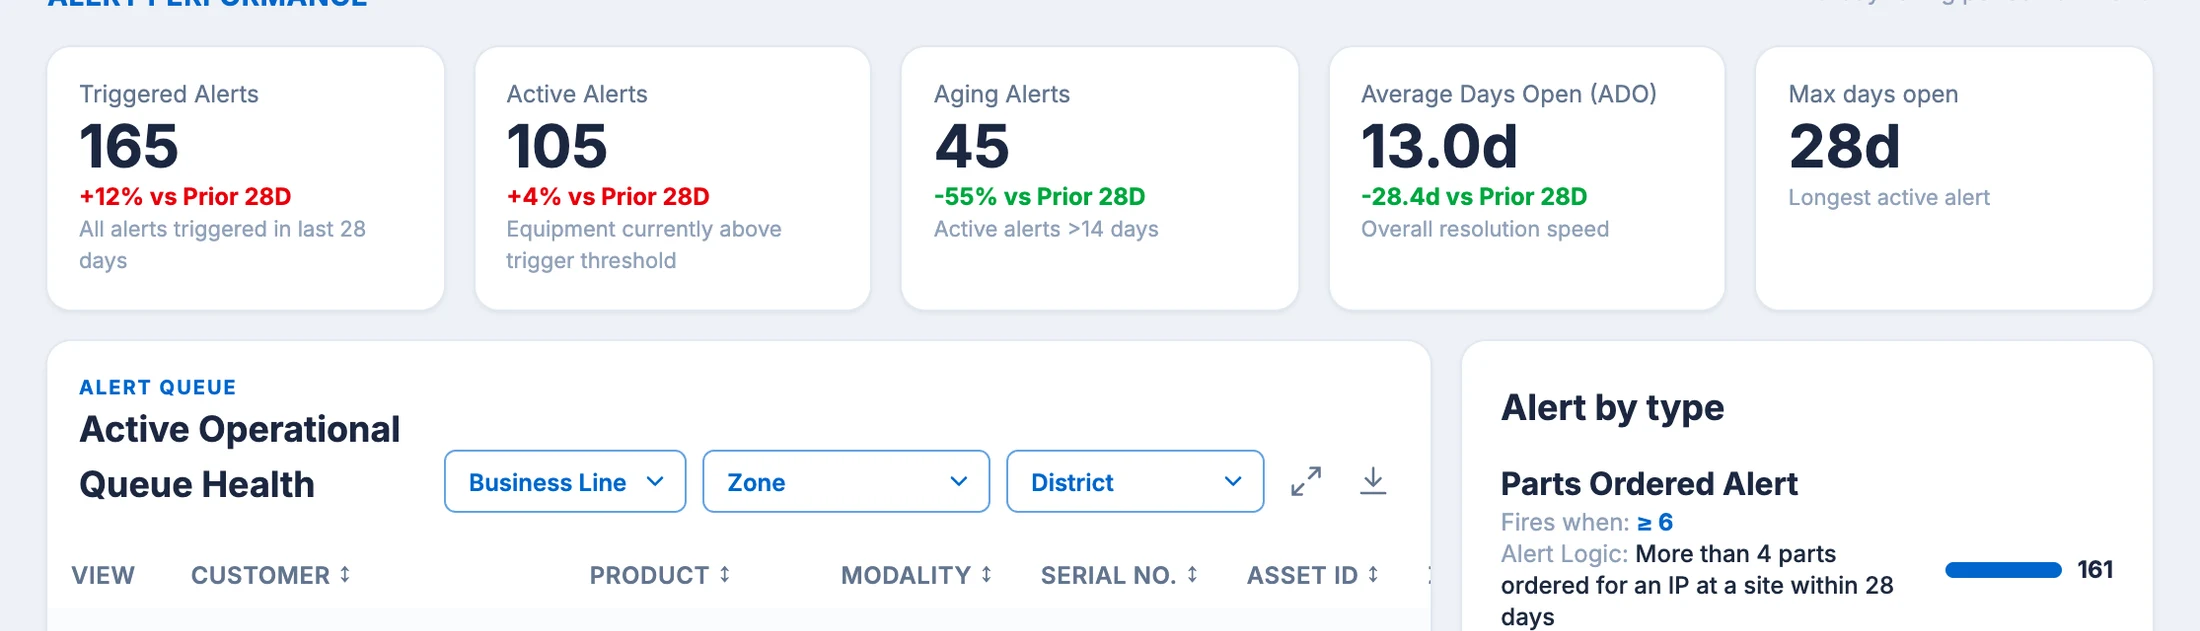 ALERT PERFORMANCE
Triggered Alerts
165
+12% vs Prior 28D
All alerts triggered in last 28
days
Active Alerts
105
+4% vs Prior 28D
Equipment currently above
trigger threshold
Aging Alerts
45
-55% vs Prior 28D
Active alerts >14 days
Average Days Open (ADO)
13.0d
-28.4d vs Prior 28D
Overall resolution speed
Max days open
28d
Longest active alert
ALERT QUEUE
Active Operational
Queue Health
Business Line
Zone
District
VIEW CUSTOMER ↕ PRODUCT ↕ MODALITY ↕ SERIAL NO. ↕ ASSET ID ↕
Alert by type
Parts Ordered Alert
Fires when: ≥ 6
Alert Logic: More than 4 parts
ordered for an IP at a site within 28
days
161